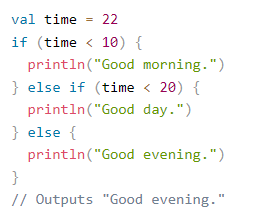 val time = 22
if (time < 10) {
  println("Good morning.")
} else if (time < 20) {
  println("Good day.")
} else {
  println("Good evening.")
}
// Outputs "Good evening."